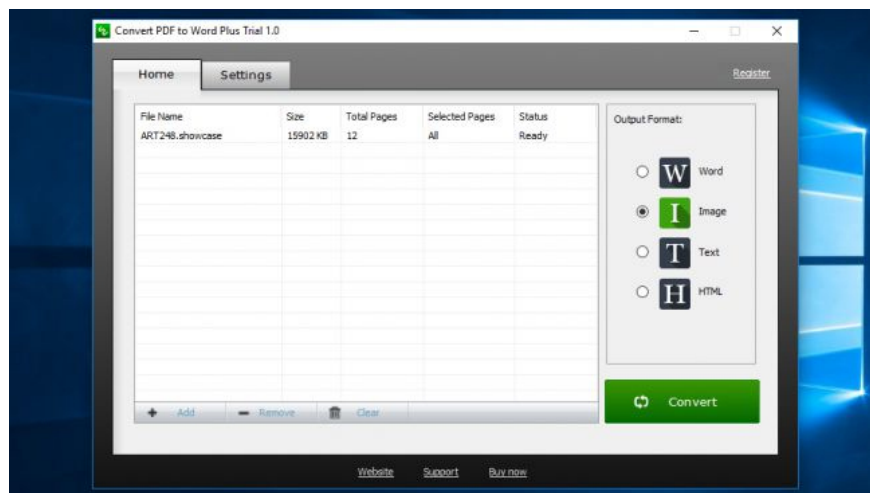 Convert PDF to Word Plus Trial 1.0
Home Settings Register
File Name Size Total Pages Selected Pages Status
ART248.showcase 15902 KB 12 All Ready
Output Format:
W Word
I Image
T Text
H HTML
Add Remove Clear
Convert
Website Support Buy now